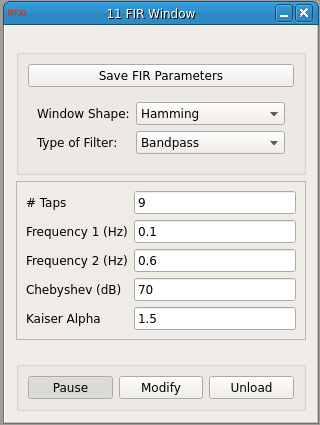 RTXI 11 FIR Window
Save FIR Parameters
Window Shape: Hamming
Type of Filter: Bandpass
# Taps 9
Frequency 1 (Hz) 0.1
Frequency 2 (Hz) 0.6
Chebyshev (dB) 70
Kaiser Alpha 1.5
Pause Modify Unload